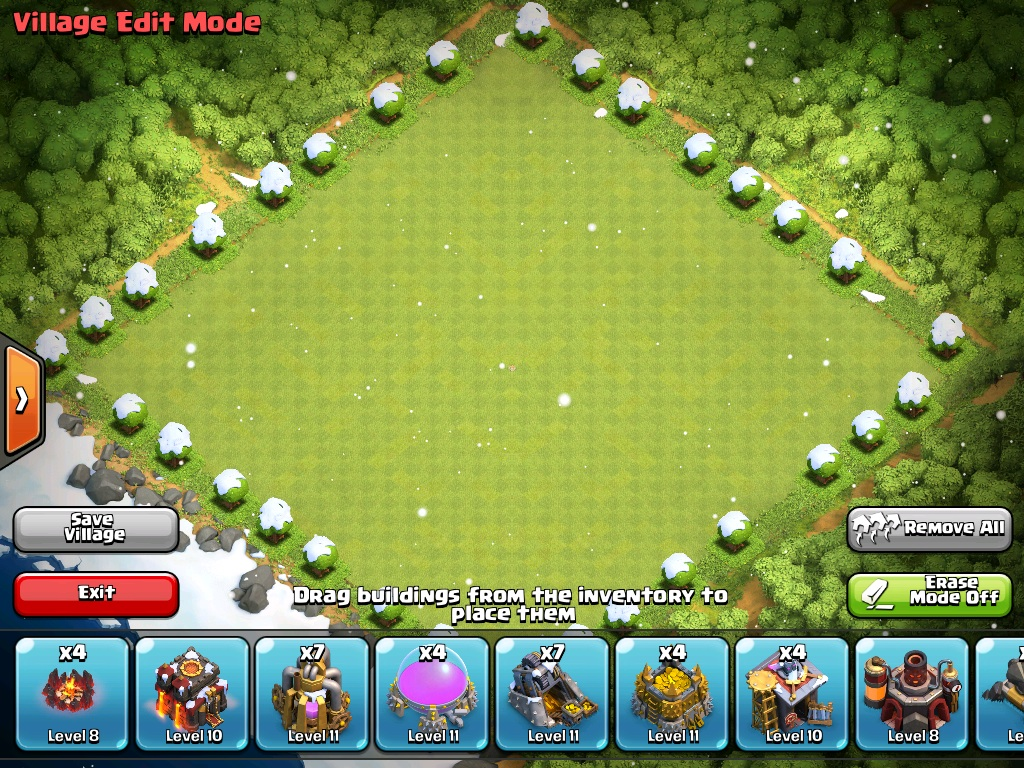 Village Edit Mode
Save
Village
Remove All
Exit
Erase
Mode Off
Drag buildings from the inventory to
place them
x4
x7
x4
x7
x4
x4
Level 8
Level 10
Level 11
Level 11
Level 11
Level 11
Level 10
Level 8